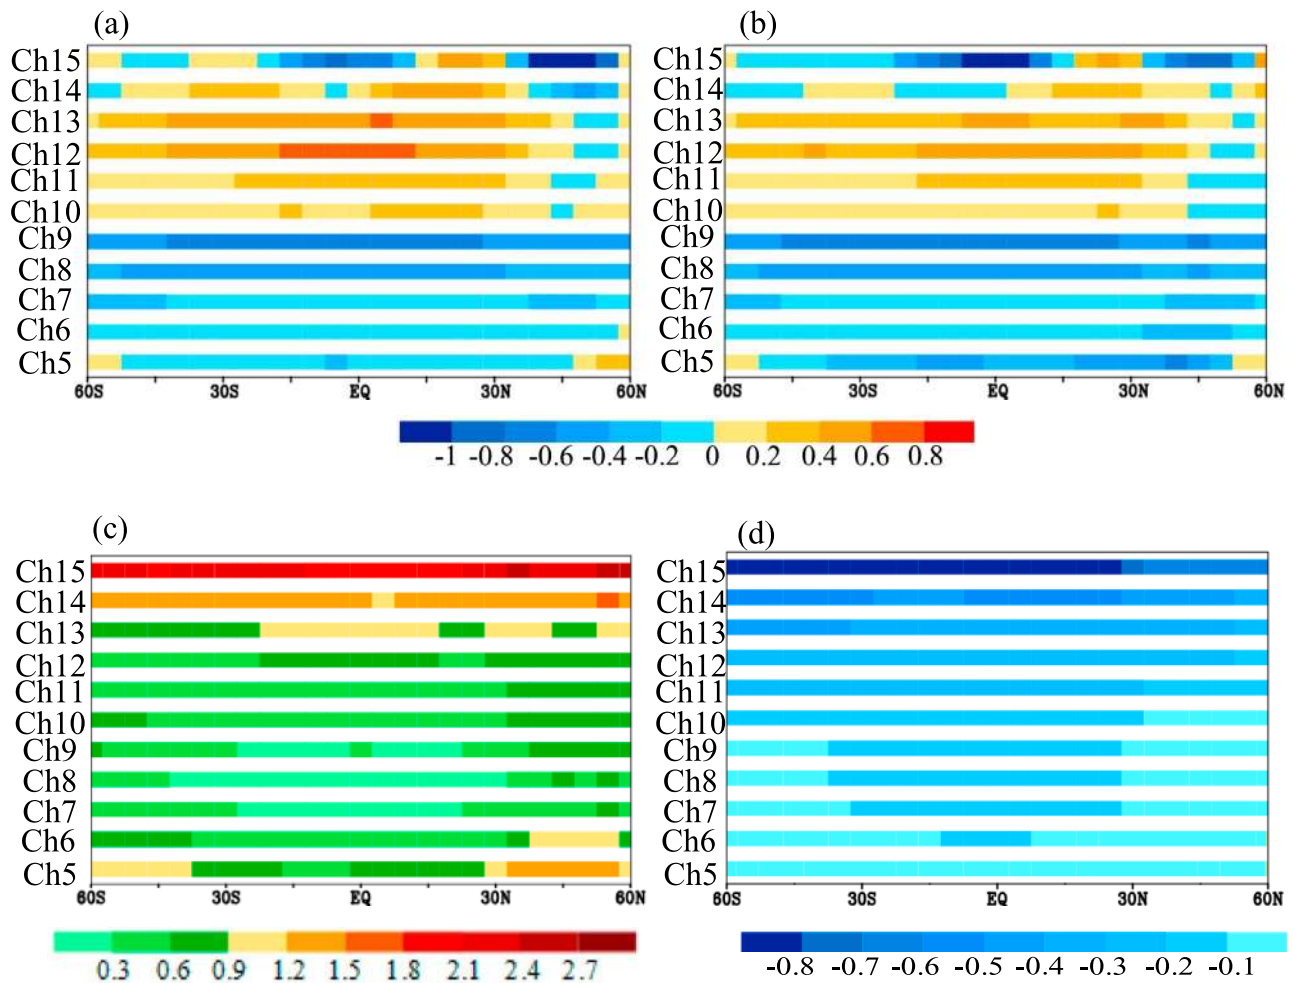 (a)
Ch15
Ch14
Ch13
Ch12
Ch11
Ch10
Ch9
Ch8
Ch7
Ch6
Ch5
60S 30S EQ 30N 60N
(b)
Ch15
Ch14
Ch13
Ch12
Ch11
Ch10
Ch9
Ch8
Ch7
Ch6
Ch5
60S 30S EQ 30N 60N
-1 -0.8 -0.6 -0.4 -0.2 0 0.2 0.4 0.6 0.8
(c)
Ch15
Ch14
Ch13
Ch12
Ch11
Ch10
Ch9
Ch8
Ch7
Ch6
Ch5
60S 30S EQ 30N 60N
0.3 0.6 0.9 1.2 1.5 1.8 2.1 2.4 2.7
(d)
Ch15
Ch14
Ch13
Ch12
Ch11
Ch10
Ch9
Ch8
Ch7
Ch6
Ch5
60S 30S EQ 30N 60N
-0.8 -0.7 -0.6 -0.5 -0.4 -0.3 -0.2 -0.1